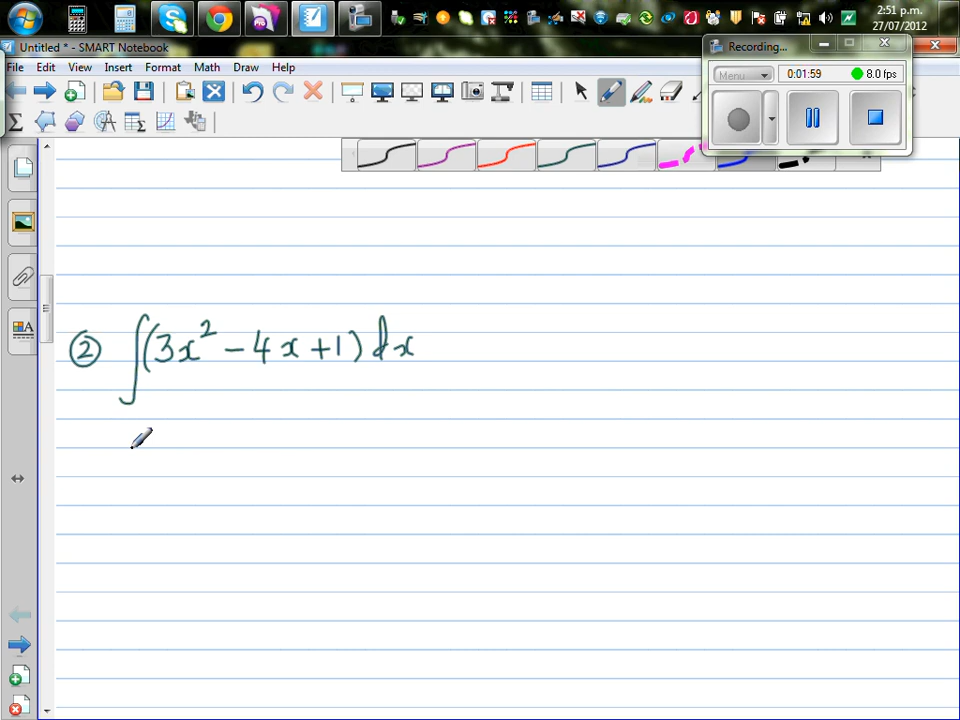 2:51 p.m.
27/07/2012
Untitled * - SMART Notebook
Recording...
File Edit View Insert Format Math Draw Help
Menu
0:01:59
8.0 fps
② ∫(3x² - 4x + 1) dx